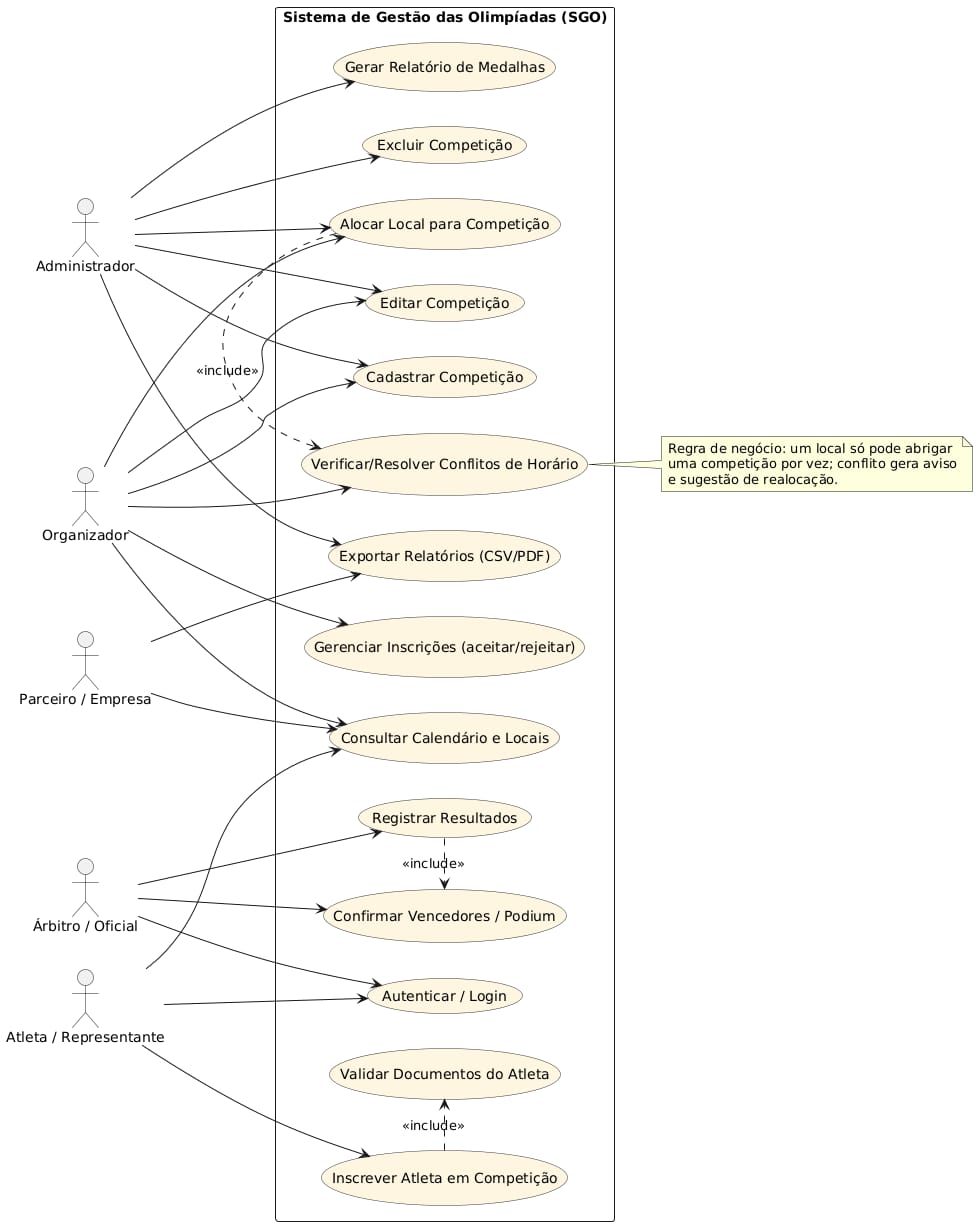 Sistema de Gestão das Olimpíadas (SGO)
Gerar Relatório de Medalhas
Excluir Competição
Alocar Local para Competição
Administrador
Editar Competição
«include»
Cadastrar Competição
Verificar/Resolver Conflitos de Horário
Regra de negócio: um local só pode abrigar
uma competição por vez; conflito gera aviso
e sugestão de realocação.
Organizador
Exportar Relatórios (CSV/PDF)
Gerenciar Inscrições (aceitar/rejeitar)
Parceiro / Empresa
Consultar Calendário e Locais
Registrar Resultados
«include»
Confirmar Vencedores / Podium
Árbitro / Oficial
Autenticar / Login
Atleta / Representante
Validar Documentos do Atleta
«include»
Inscrever Atleta em Competição